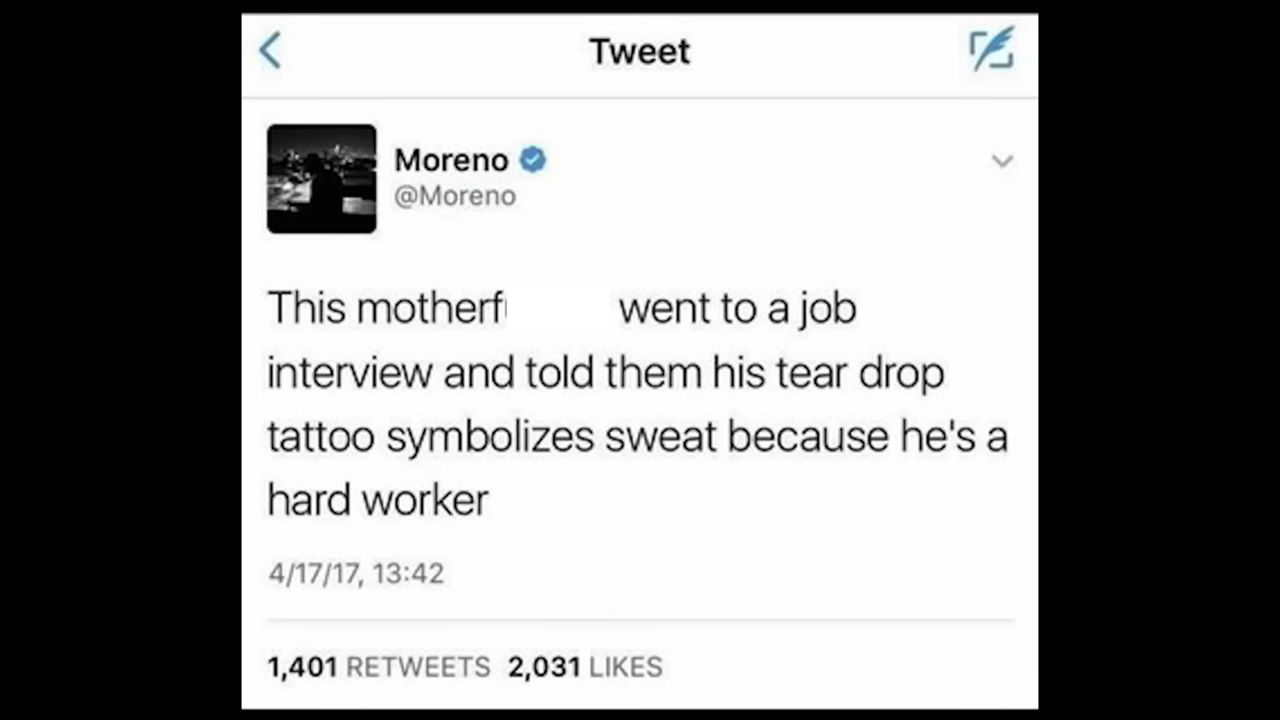 Tweet
Moreno
@Moreno
This motherf went to a job
interview and told them his tear drop
tattoo symbolizes sweat because he's a
hard worker
4/17/17, 13:42
1,401 RETWEETS 2,031 LIKES